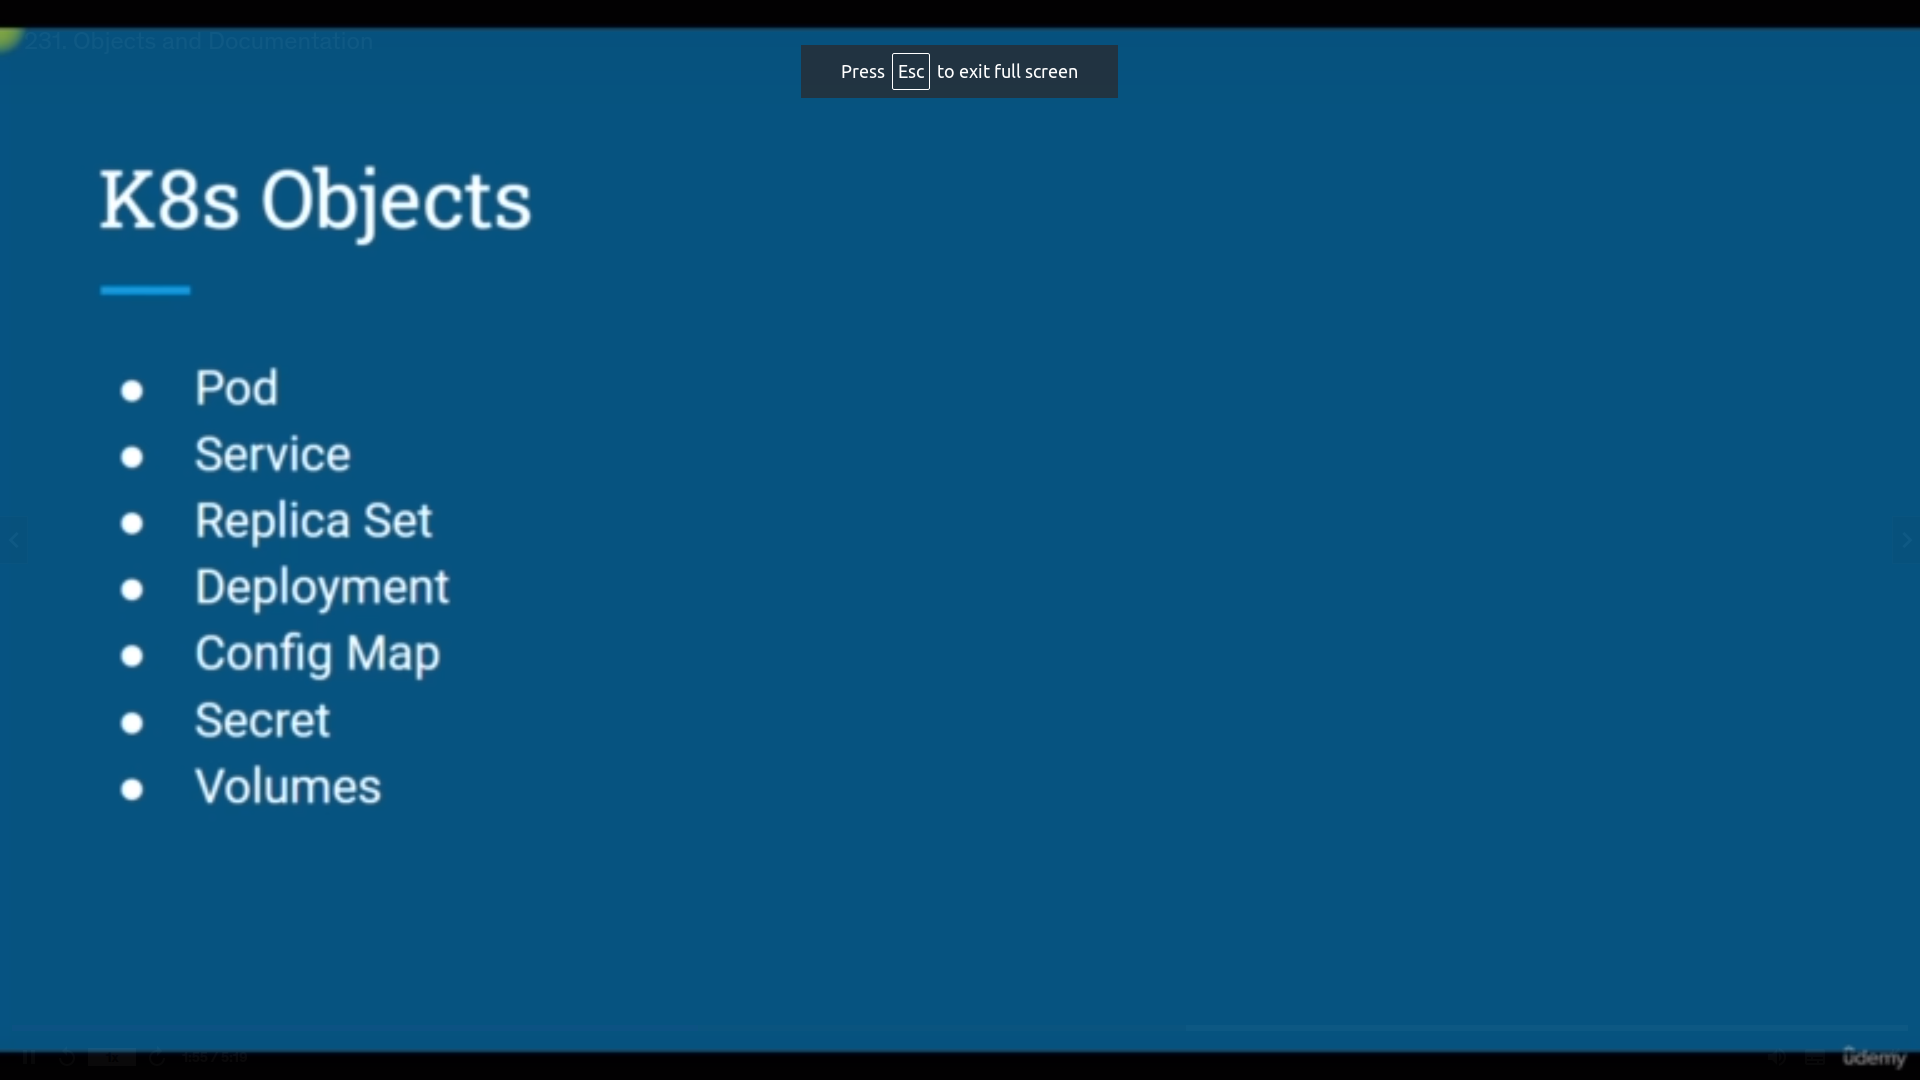 231. Objects and Documentation
Press Esc to exit full screen
K8s Objects
● Pod
● Service
● Replica Set
● Deployment
● Config Map
● Secret
● Volumes
ûdemy